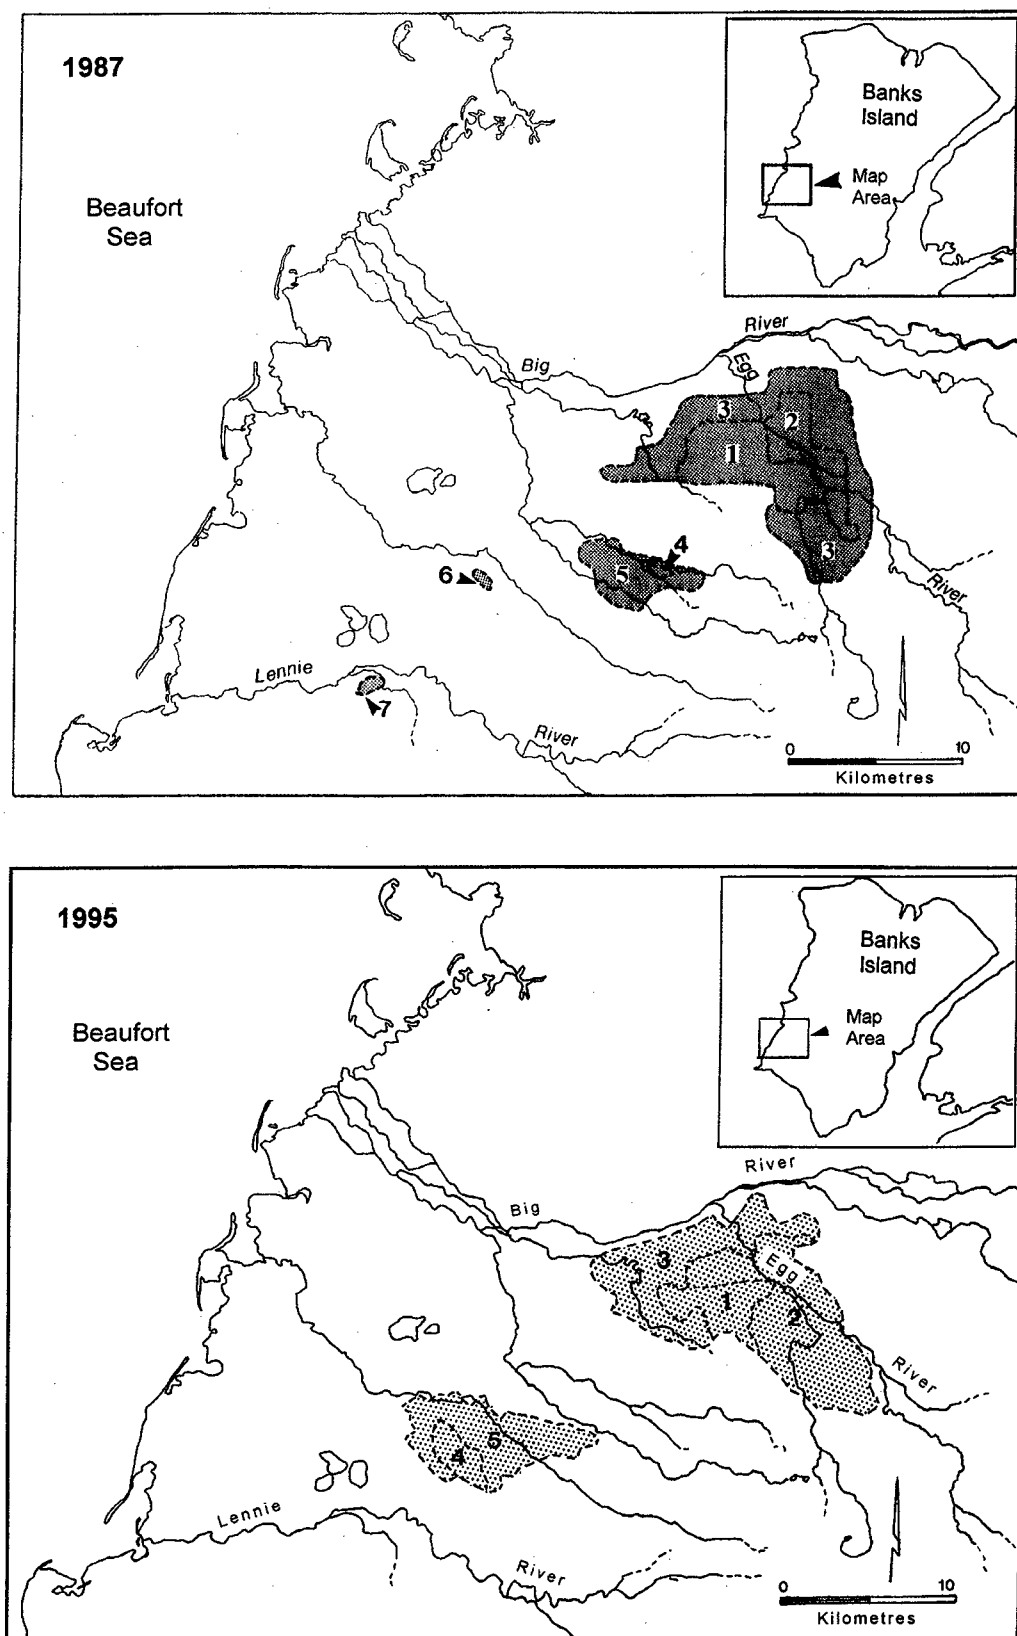 1987
Banks
Island
Map
Area
Beaufort
Sea
River
Big
Egg
3
2
1
4
5
3
6
River
Lennie
7
River
0 10
Kilometres
1995
Banks
Island
Map
Area
Beaufort
Sea
River
Big
3
Egg
1
2
River
5
4
Lennie
River
0 10
Kilometres